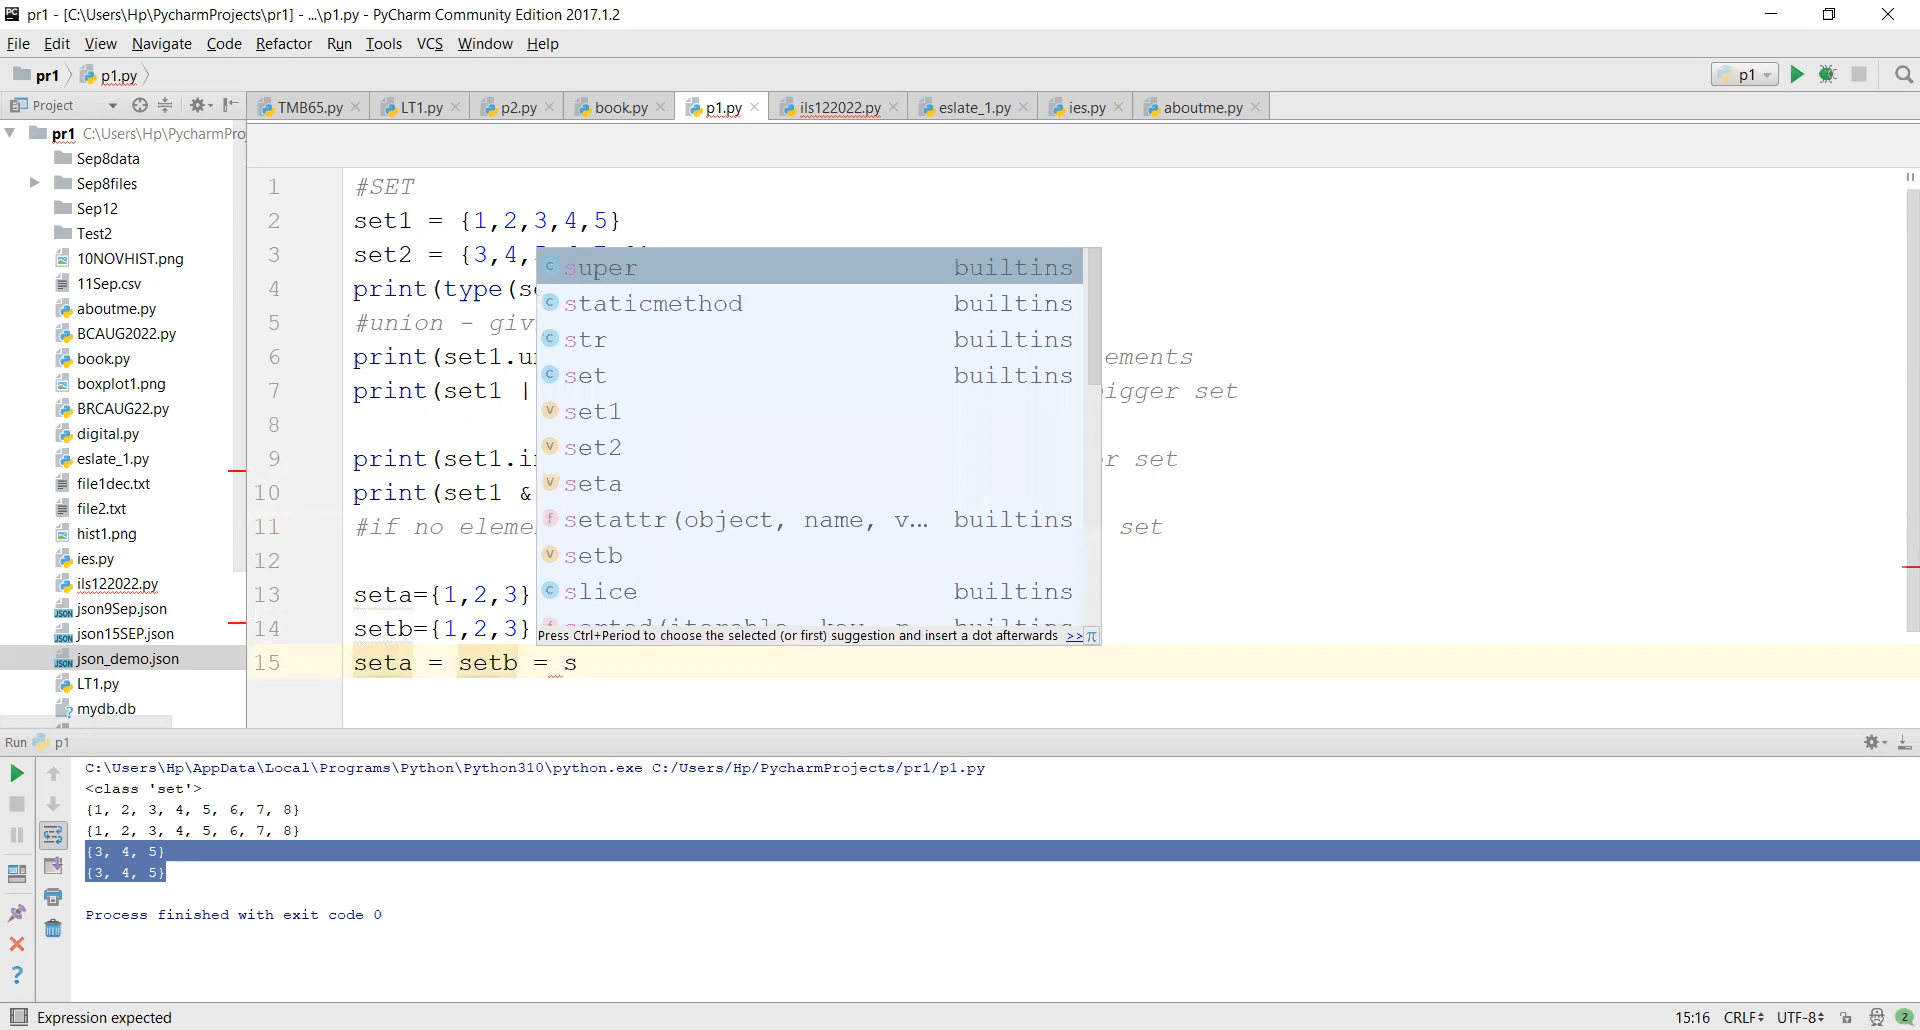 pr1 - [C:\Users\Hp\PycharmProjects\pr1] - ...\p1.py - PyCharm Community Edition 2017.1.2
File Edit View Navigate Code Refactor Run Tools VCS Window Help
pr1 p1.py p1
Project TMB65.py LT1.py p2.py book.py p1.py ils122022.py eslate_1.py ies.py aboutme.py
pr1 C:\Users\Hp\PycharmPro
Sep8data
Sep8files
Sep12
Test2
10NOVHIST.png
11Sep.csv
aboutme.py
BCAUG2022.py
book.py
boxplot1.png
BRCAUG22.py
digital.py
eslate_1.py
file1dec.txt
file2.txt
hist1.png
ies.py
ils122022.py
json9Sep.json
json15SEP.json
json_demo.json
LT1.py
mydb.db
1 #SET
2 set1 = {1,2,3,4,5}
3 set2 = {3,4,
4 print(type(se
5 #union - giv
6 print(set1.un ements
7 print(set1 | bigger set
8
9 print(set1.in r set
10 print(set1 &
11 #if no eleme set
12
13 seta={1,2,3}
14 setb={1,2,3}
15 seta = setb = s
super builtins
staticmethod builtins
str builtins
set builtins
set1
set2
seta
setattr(object, name, v... builtins
setb
slice builtins
Press Ctrl+Period to choose the selected (or first) suggestion and insert a dot afterwards >> π
Run p1
C:\Users\Hp\AppData\Local\Programs\Python\Python310\python.exe C:/Users/Hp/PycharmProjects/pr1/p1.py
<class 'set'>
{1, 2, 3, 4, 5, 6, 7, 8}
{1, 2, 3, 4, 5, 6, 7, 8}
{3, 4, 5}
{3, 4, 5}
Process finished with exit code 0
Expression expected 15:16 CRLF UTF-8 2